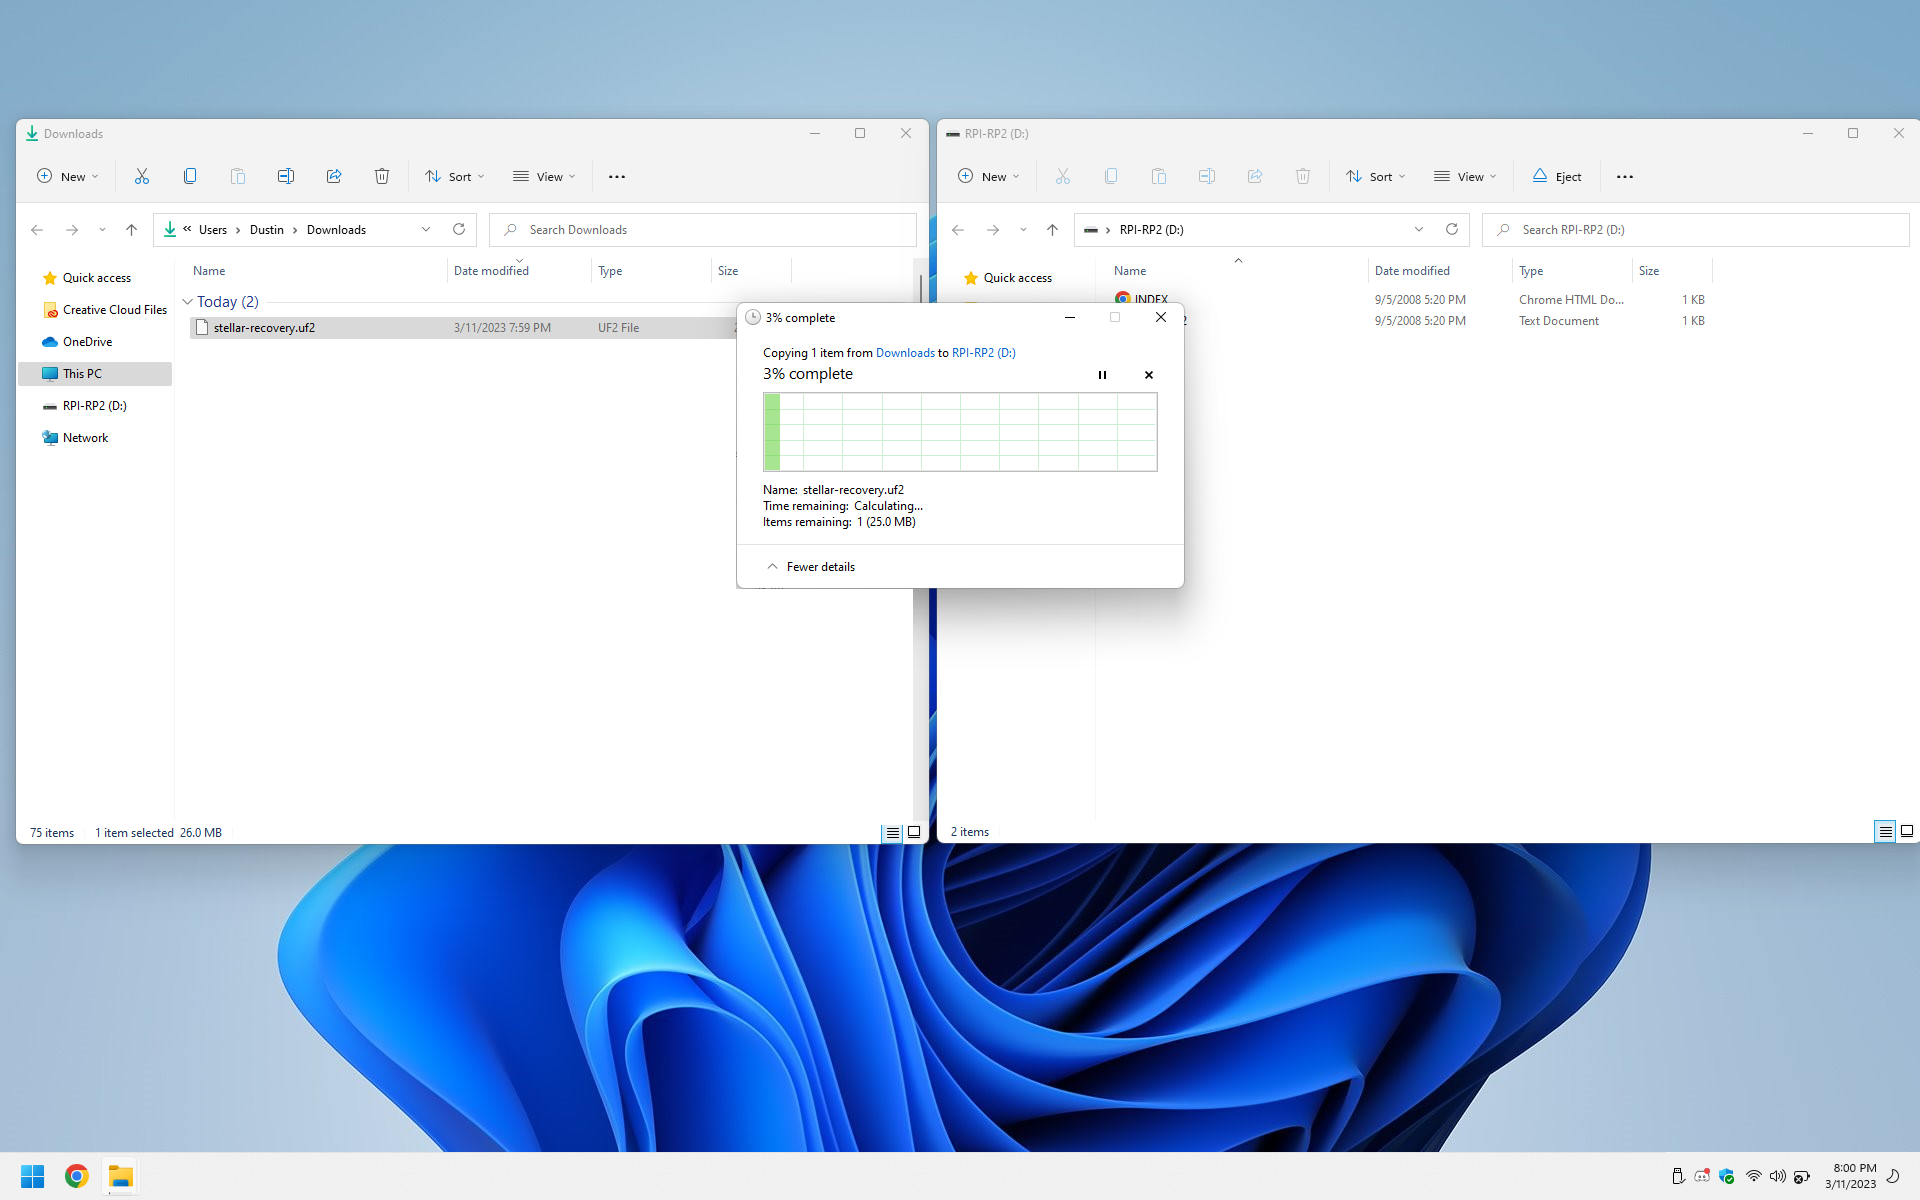 Downloads
New
Sort
View
Users
Dustin
Downloads
Search Downloads
Quick access
Creative Cloud Files
OneDrive
This PC
RPI-RP2 (D:)
Network
Name
Date modified
Type
Size
Today (2)
stellar-recovery.uf2
3/11/2023 7:59 PM
UF2 File
75 items
1 item selected 26.0 MB
RPI-RP2 (D:)
New
Sort
View
Eject
RPI-RP2 (D:)
Search RPI-RP2 (D:)
Quick access
Name
Date modified
Type
Size
INDEX
9/5/2008 5:20 PM
Chrome HTML Do...
1 KB
9/5/2008 5:20 PM
Text Document
1 KB
2 items
3% complete
Copying 1 item from Downloads to RPI-RP2 (D:)
3% complete
Name: stellar-recovery.uf2
Time remaining: Calculating...
Items remaining: 1 (25.0 MB)
Fewer details
8:00 PM
3/11/2023